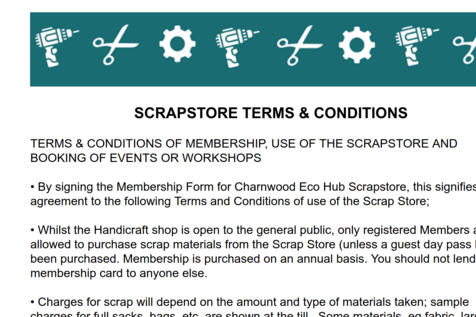 SCRAPSTORE TERMS & CONDITIONS
TERMS & CONDITIONS OF MEMBERSHIP, USE OF THE SCRAPSTORE AND
BOOKING OF EVENTS OR WORKSHOPS
• By signing the Membership Form for Charnwood Eco Hub Scrapstore, this signifies
agreement to the following Terms and Conditions of use of the Scrap Store;
• Whilst the Handicraft shop is open to the general public, only registered Members
allowed to purchase scrap materials from the Scrap Store (unless a guest day pass
been purchased. Membership is purchased on an annual basis. You should not lend
membership card to anyone else.
• Charges for scrap will depend on the amount and type of materials taken; sample
charges for full sacks, bags, etc. are shown at the till. Some materials, eg fabric,